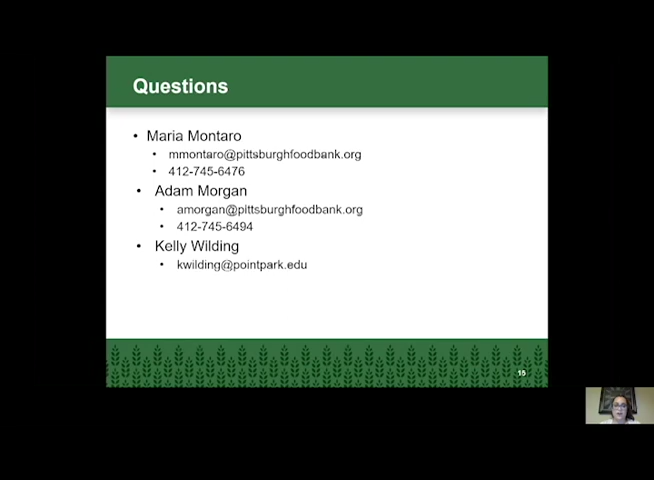 Questions
• Maria Montaro
• mmontaro@pittsburghfoodbank.org
• 412-745-6476
• Adam Morgan
• amorgan@pittsburghfoodbank.org
• 412-745-6494
• Kelly Wilding
• kwilding@pointpark.edu
15